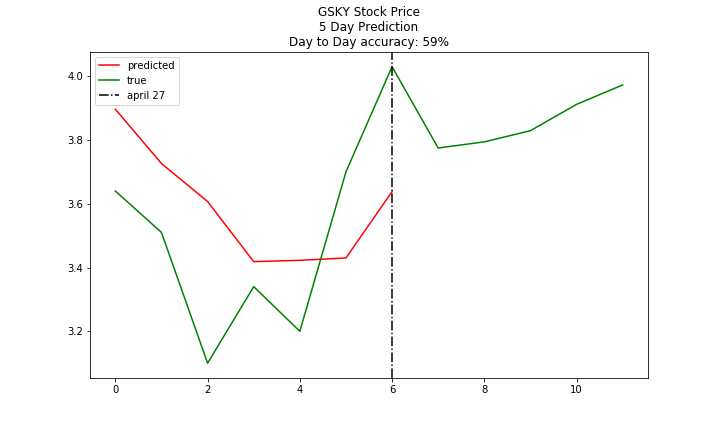 GSKY Stock Price
5 Day Prediction
Day to Day accuracy: 59%
predicted
true
april 27
4.0
3.8
3.6
3.4
3.2
0 2 4 6 8 10